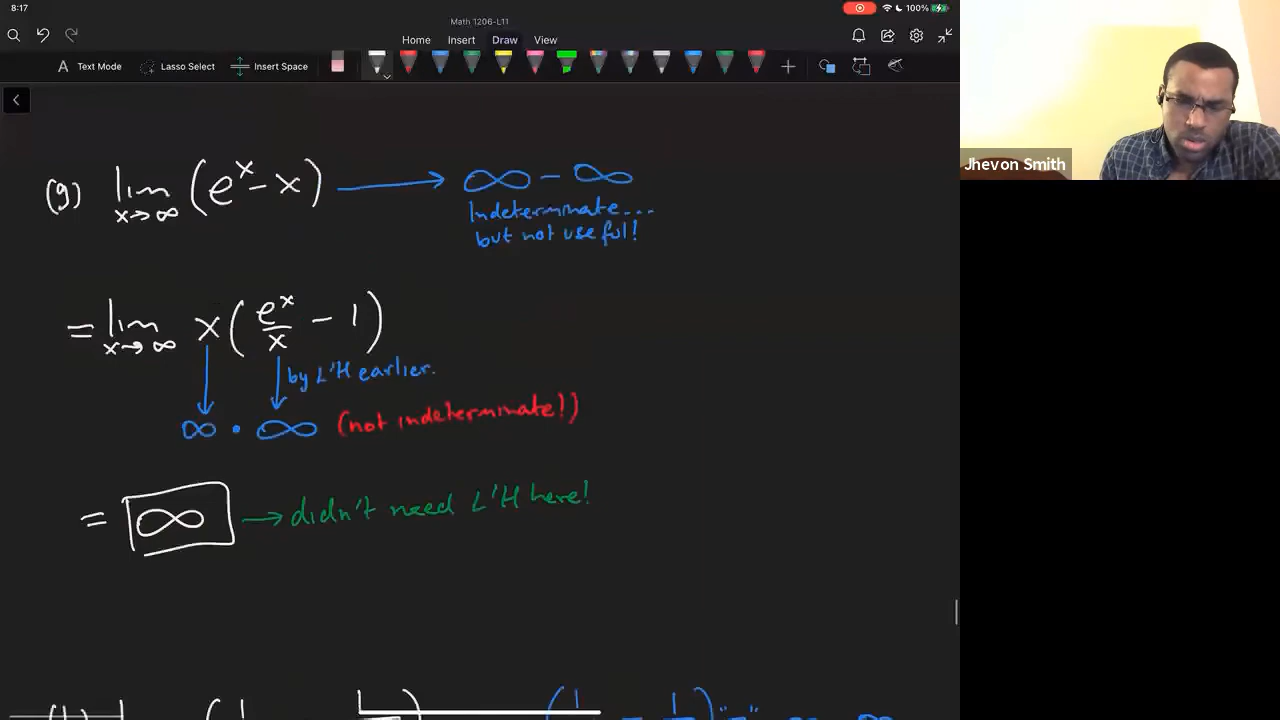 8:17
100%
Math 1206-L11
Home Insert Draw View
Text Mode Lasso Select Insert Space
Jhevon Smith
(g) lim x→∞ (e^x - x) → ∞ - ∞
Indeterminate...
but not useful!
= lim x→∞ x(e^x/x - 1)
by L'H earlier.
∞ · ∞ (not indeterminate!)
= ∞ → didn't need L'H here!